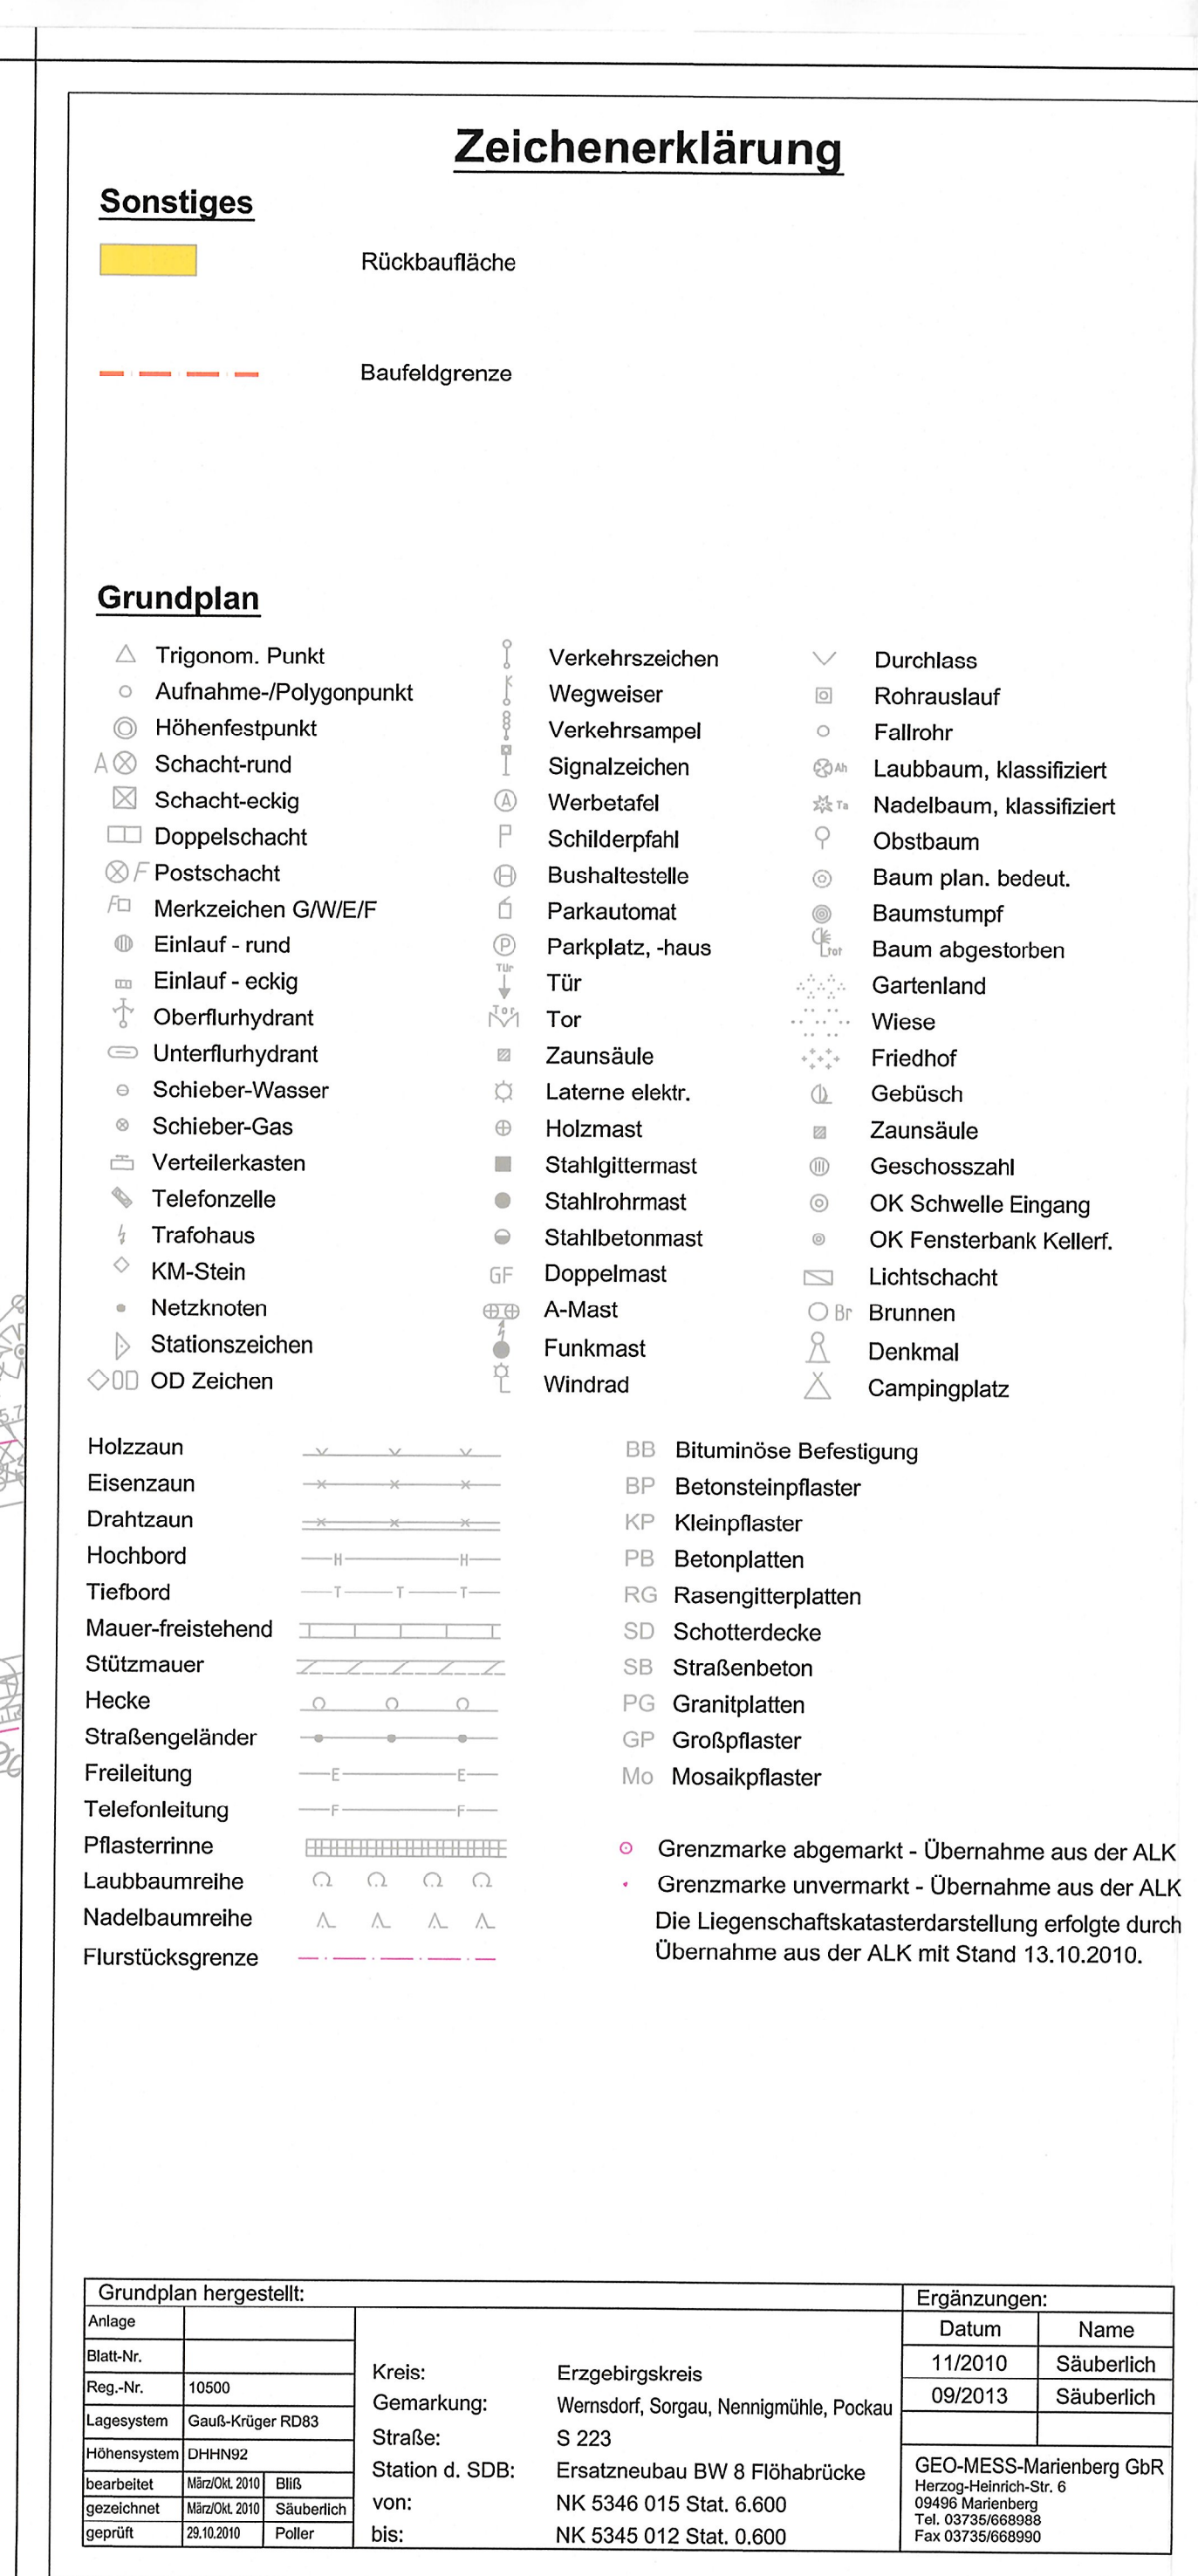 Zeichenerklärung
Sonstiges
Rückbaufläche
Baufeldgrenze
Grundplan
Trigonom. Punkt
Aufnahme-/Polygonpunkt
Höhenfestpunkt
A Schacht-rund
Schacht-eckig
Doppelschacht
F Postschacht
F Merkzeichen G/W/E/F
Einlauf - rund
Einlauf - eckig
Oberflurhydrant
Unterflurhydrant
Schieber-Wasser
Schieber-Gas
Verteilerkasten
Telefonzelle
Trafohaus
KM-Stein
Netzknoten
Stationszeichen
OD OD Zeichen
Verkehrszeichen
Wegweiser
Verkehrsampel
Signalzeichen
A Werbetafel
Schilderpfahl
H Bushaltestelle
Parkautomat
P Parkplatz, -haus
Tür Tür
Tor Tor
Zaunsäule
Laterne elektr.
Holzmast
Stahlgittermast
Stahlrohrmast
Stahlbetonmast
GF Doppelmast
A-Mast
Funkmast
Windrad
Durchlass
Rohrauslauf
Fallrohr
Ah Laubbaum, klassifiziert
Ta Nadelbaum, klassifiziert
Obstbaum
Baum plan. bedeut.
Baumstumpf
tot Baum abgestorben
Gartenland
Wiese
Friedhof
Gebüsch
Zaunsäule
III Geschosszahl
OK Schwelle Eingang
OK Fensterbank Kellerf.
Lichtschacht
Br Brunnen
Denkmal
Campingplatz
Holzzaun
Eisenzaun
Drahtzaun
Hochbord H H
Tiefbord T T T
Mauer-freistehend
Stützmauer
Hecke
Straßengeländer
Freileitung E E
Telefonleitung F F
Pflasterrinne
Laubbaumreihe
Nadelbaumreihe
Flurstücksgrenze
BB Bituminöse Befestigung
BP Betonsteinpflaster
KP Kleinpflaster
PB Betonplatten
RG Rasengitterplatten
SD Schotterdecke
SB Straßenbeton
PG Granitplatten
GP Großpflaster
Mo Mosaikpflaster
Grenzmarke abgemarkt - Übernahme aus der ALK
Grenzmarke unvermarkt - Übernahme aus der ALK
Die Liegenschaftskatasterdarstellung erfolgte durch
Übernahme aus der ALK mit Stand 13.10.2010.
Grundplan hergestellt:
Anlage
Blatt-Nr.
Reg.-Nr. 10500
Lagesystem Gauß-Krüger RD83
Höhensystem DHHN92
bearbeitet März/Okt. 2010 Bliß
gezeichnet März/Okt. 2010 Säuberlich
geprüft 29.10.2010 Poller
Kreis: Erzgebirgskreis
Gemarkung: Wernsdorf, Sorgau, Nennigmühle, Pockau
Straße: S 223
Station d. SDB: Ersatzneubau BW 8 Flöhabrücke
von: NK 5346 015 Stat. 6.600
bis: NK 5345 012 Stat. 0.600
Ergänzungen:
Datum Name
11/2010 Säuberlich
09/2013 Säuberlich
GEO-MESS-Marienberg GbR
Herzog-Heinrich-Str. 6
09496 Marienberg
Tel. 03735/668988
Fax 03735/668990